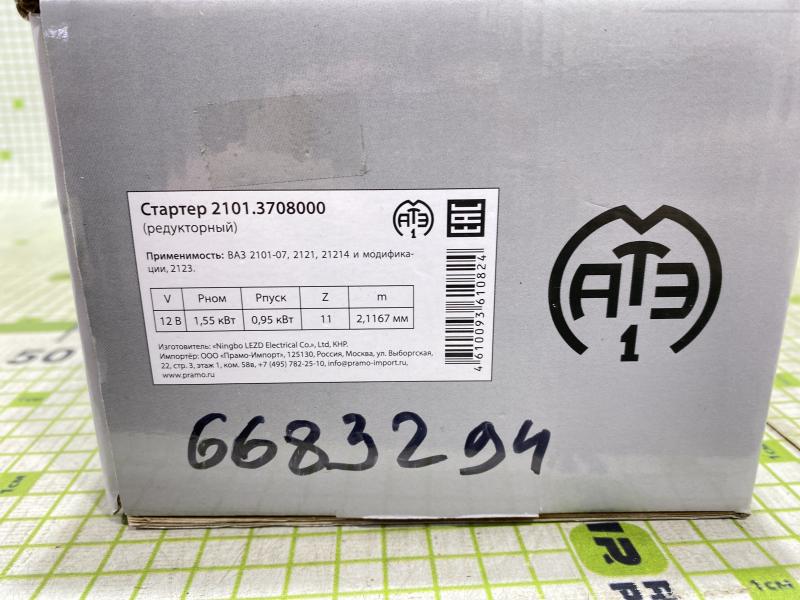 Стартер 2101.3708000
(редукторный)
АТЭ
1
ЕАС
Применимость: ВАЗ 2101-07, 2121, 21214 и модифика-
ции, 2123.
V Pном Pпуск Z m
12 В 1,55 кВт 0,95 кВт 11 2,1167 мм
Изготовитель: «Ningbo LEZD Electrical Co.», Ltd, КНР.
Импортёр: ООО «Прамо-Импорт», 125130, Россия, Москва, ул. Выборгская,
22, стр. 3, этаж 1, ком. 58в, +7 (495) 782-25-10, info@pramo-import.ru,
www.pramo.ru
4610093610824
АТЭ
1
6683294
50
1см
1см